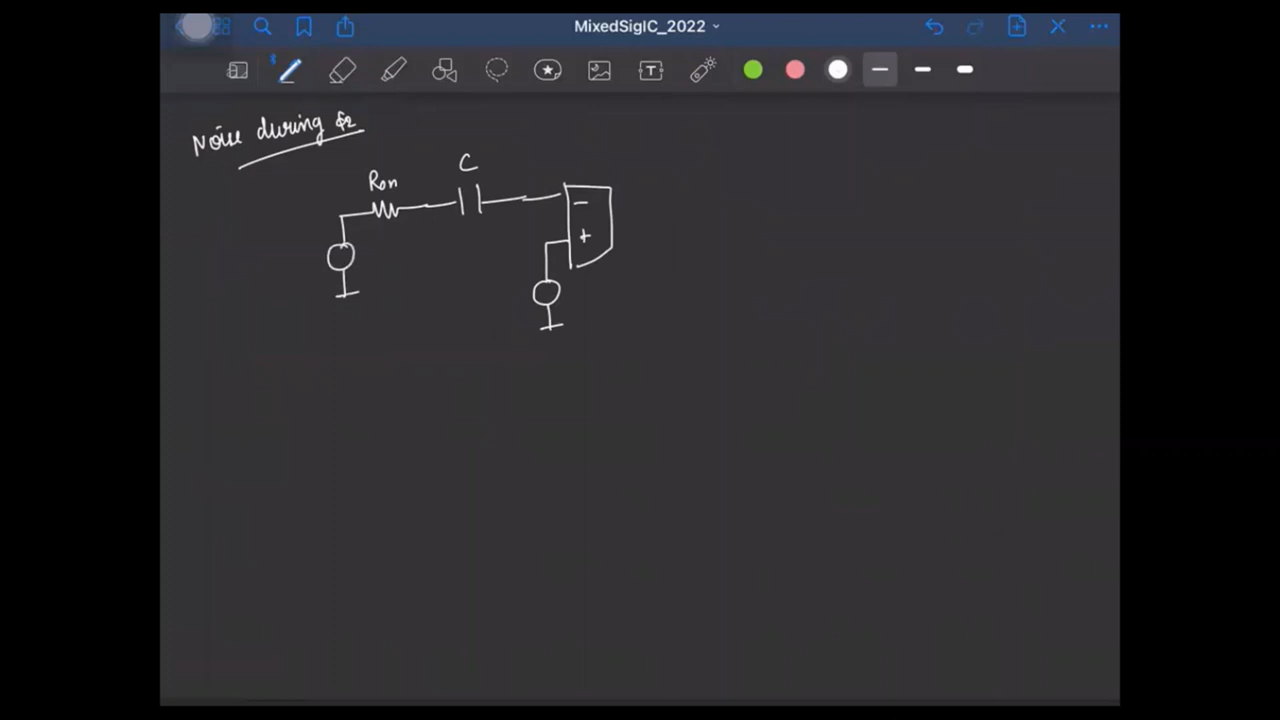 MixedSigIC_2022
T
Noise during ϕ2
Ron
C
−
+